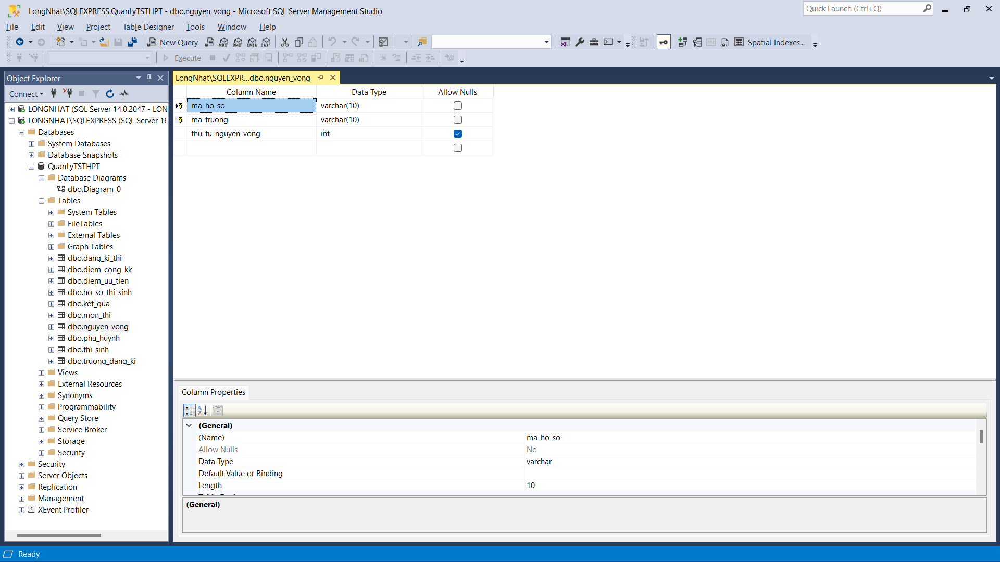 LongNhat\SQLEXPRESS.QuanLyTSTHPT - dbo.nguyen_vong - Microsoft SQL Server Management Studio
Quick Launch (Ctrl+Q)
File Edit View Project Table Designer Tools Window Help
New Query MDX DMX XMLA DAX Spatial Indexes...
Execute
Object Explorer
Connect
LONGNHAT (SQL Server 14.0.2047 - LON
LONGNHAT\SQLEXPRESS (SQL Server 16
Databases
System Databases
Database Snapshots
QuanLyTSTHPT
Database Diagrams
dbo.Diagram_0
Tables
System Tables
FileTables
External Tables
Graph Tables
dbo.dang_ki_thi
dbo.diem_cong_kk
dbo.diem_uu_tien
dbo.ho_so_thi_sinh
dbo.ket_qua
dbo.mon_thi
dbo.nguyen_vong
dbo.phu_huynh
dbo.thi_sinh
dbo.truong_dang_ki
Views
External Resources
Synonyms
Programmability
Query Store
Service Broker
Storage
Security
Security
Server Objects
Replication
Management
XEvent Profiler
LongNhat\SQLEXPR...dbo.nguyen_vong
Column Name Data Type Allow Nulls
ma_ho_so varchar(10)
ma_truong varchar(10)
thu_tu_nguyen_vong int
Column Properties
(General)
(Name) ma_ho_so
Allow Nulls No
Data Type varchar
Default Value or Binding
Length 10
(General)
Ready